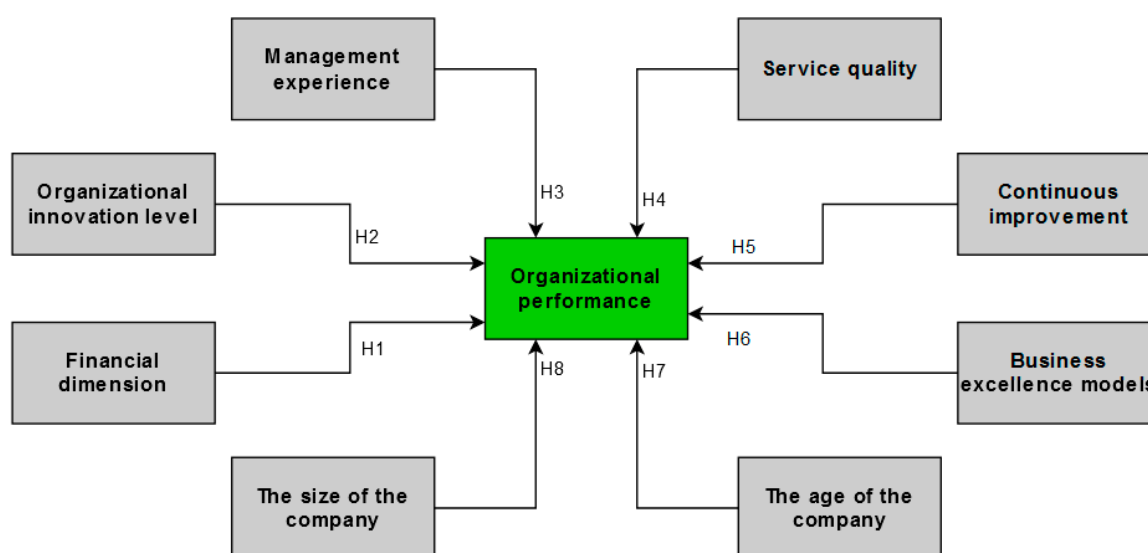 Management
experience
Service quality
Organizational
innovation level
Continuous
improvement
H3
H4
H2
H5
Organizational
performance
Financial
dimension
H1
H6
Business
excellence models
H8
H7
The size of the
company
The age of the
company